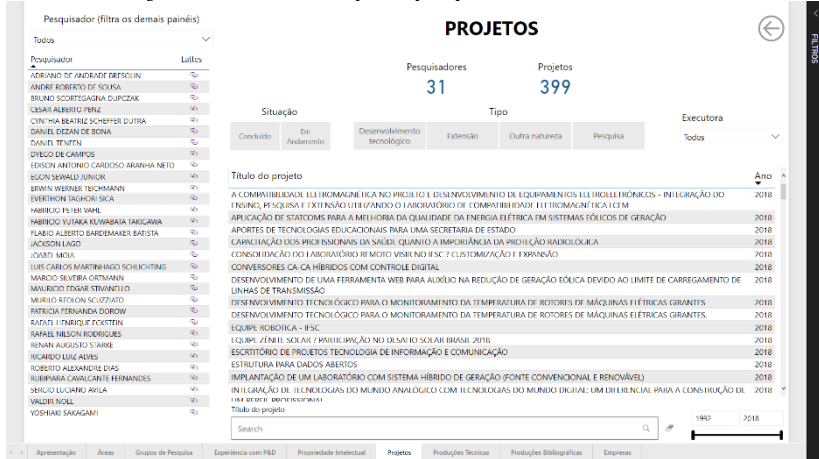 Pesquisador (filtra os demais painéis)
Todos
Pesquisador Lattes
ADRIANO DE ANDRADE BRESOLIN
ANDRE ROBERTO DE SOUSA
BRUNO SCORTEGAGNA DUPCZAK
CESAR ALBERTO PENZ
CYNTHIA BEATRIZ SCHEFFER DUTRA
DANIEL DEZAN DE BONA
DANIEL TENFEN
DYEGO DE CAMPOS
EDISON ANTONIO CARDOSO ARANHA NETO
EGON SEWALD JUNIOR
ERWIN WERNER TEICHMANN
EVERTHON TAGHORI SICA
FABRICIO PETER VAHL
FABRÍCIO YUTAKA KUWABATA TAKIGAWA
FLABIO ALBERTO BARDEMAKER BATISTA
JACKSON LAGO
JOABEL MOIA
LUIS CARLOS MARTINHAGO SCHLICHTING
MARCIO SILVEIRA ORTMANN
MAURICIO EDGAR STIVANELLO
MURILO REOLON SCUZZIATO
PATRICIA FERNANDA DOROW
RAFAEL HENRIQUE ECKSTEIN
RAFAEL NILSON RODRIGUES
RENAN AUGUSTO STARKE
RICARDO LUIZ ALVES
ROBERTO ALEXANDRE DIAS
RUBIPIARA CAVALCANTE FERNANDES
SERGIO LUCIANO AVILA
VALDIR NOLL
YOSHIAKI SAKAGAMI
PROJETOS
FILTROS
Pesquisadores Projetos
31 399
Situação Tipo Executora
Concluído Em Andamento Desenvolvimento tecnológico Extensão Outra natureza Pesquisa Todos
Título do projeto Ano
A COMPATIBILIDADE ELETROMAGNÉTICA NO PROJETO E DESENVOLVIMENTO DE EQUIPAMENTOS ELETROELETRÔNICOS – INTEGRAÇÃO DO 2018
ENSINO, PESQUISA E EXTENSÃO UTILIZANDO O LABORATÓRIO DE COMPATIBILIDADE ELETROMAGNÉTICA LCEM
APLICAÇÃO DE STATCOMS PARA A MELHORIA DA QUALIDADE DA ENERGIA ELÉTRICA EM SISTEMAS EÓLICOS DE GERAÇÃO 2018
APORTES DE TECNOLOGIAS EDUCACIONAIS PARA UMA SECRETARIA DE ESTADO 2018
CAPACITAÇÃO DOS PROFISSIONAIS DA SAÚDE QUANTO A IMPORTÂNCIA DA PROTEÇÃO RADIOLÓGICA 2018
CONSOLIDAÇÃO DO LABORATÓRIO REMOTO VISIR NO IFSC ? CUSTOMIZAÇÃO E EXPANSÃO 2018
CONVERSORES CA-CA HÍBRIDOS COM CONTROLE DIGITAL 2018
DESENVOLVIMENTO DE UMA FERRAMENTA WEB PARA AUXÍLIO NA REDUÇÃO DE GERAÇÃO EÓLICA DEVIDO AO LIMITE DE CARREGAMENTO DE 2018
LINHAS DE TRANSMISSÃO
DESENVOLVIMENTO TECNOLÓGICO PARA O MONITORAMENTO DA TEMPERATURA DE ROTORES DE MÁQUINAS ELÉTRICAS GIRANTES 2018
DESENVOLVIMENTO TECNOLÓGICO PARA O MONITORAMENTO DA TEMPERATURA DE ROTORES DE MÁQUINAS ELÉTRICAS GIRANTES. 2018
EQUIPE ROBÓTICA - IFSC 2018
EQUIPE ZÊNITE SOLAR ? PARTICIPAÇÃO NO DESAFIO SOLAR BRASIL 2018 2018
ESCRITÓRIO DE PROJETOS TECNOLOGIA DE INFORMAÇÃO E COMUNICAÇÃO 2018
ESTRUTURA PARA DADOS ABERTOS 2018
IMPLANTAÇÃO DE UM LABORATÓRIO COM SISTEMA HÍBRIDO DE GERAÇÃO (FONTE CONVENCIONAL E RENOVÁVEL) 2018
INTEGRAÇÃO DE TECNOLOGIAS DO MUNDO ANALÓGICO COM TECNOLOGIAS DO MUNDO DIGITAL: UM DIFERENCIAL PARA A CONSTRUÇÃO DE 2018
UM PERFIL PROFISSIONAL
Título do projeto
Search 1992 2018
Apresentação Áreas Grupos de Pesquisa Experiência com P&D Propriedade Intelectual Projetos Produções Técnicas Produções Bibliográficas Empresas